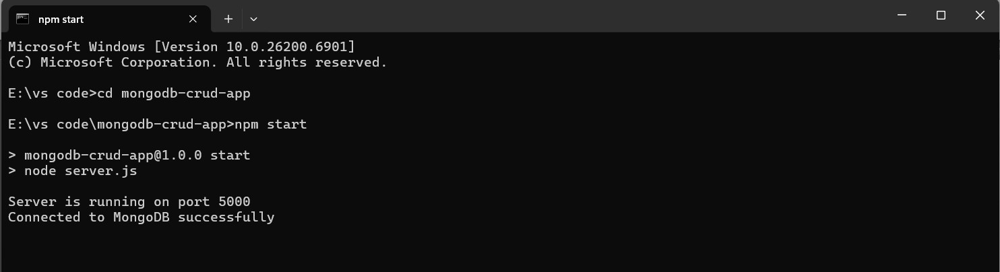 npm start
Microsoft Windows [Version 10.0.26200.6901]
(c) Microsoft Corporation. All rights reserved.
E:\vs code>cd mongodb-crud-app
E:\vs code\mongodb-crud-app>npm start
> mongodb-crud-app@1.0.0 start
> node server.js
Server is running on port 5000
Connected to MongoDB successfully